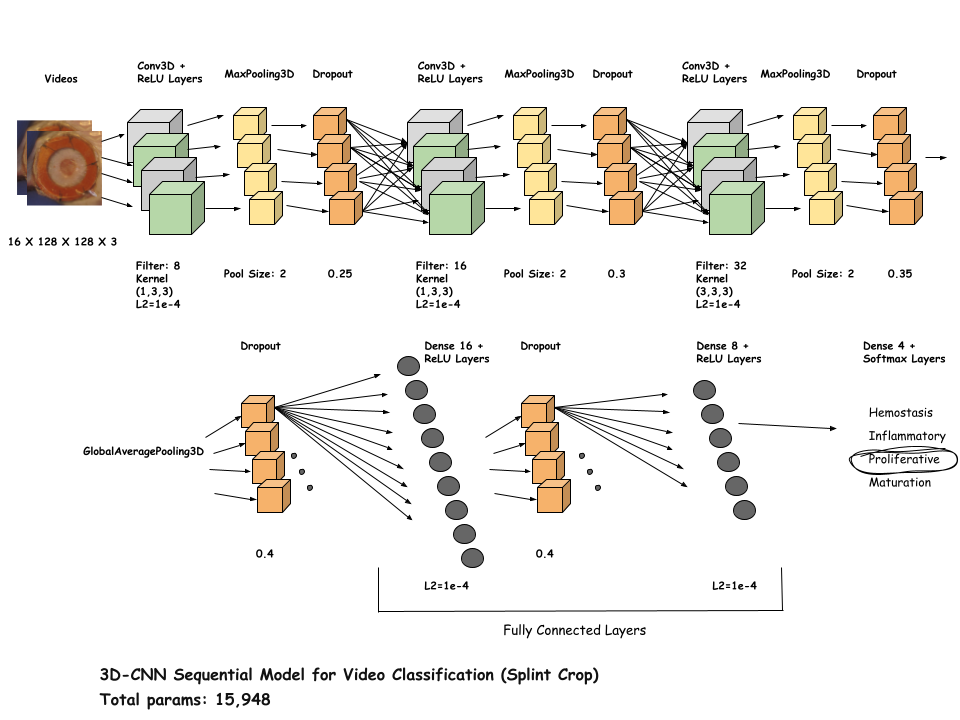 Videos
Conv3D +
ReLU Layers
MaxPooling3D
Dropout
Conv3D +
ReLU Layers
MaxPooling3D
Dropout
Conv3D +
ReLU Layers
MaxPooling3D
Dropout
16 X 128 X 128 X 3
Filter: 8
Kernel
(1,3,3)
L2=1e-4
Pool Size: 2
0.25
Filter: 16
Kernel
(1,3,3)
L2=1e-4
Pool Size: 2
0.3
Filter: 32
Kernel
(3,3,3)
L2=1e-4
Pool Size: 2
0.35
Dropout
Dense 16 +
ReLU Layers
Dropout
Dense 8 +
ReLU Layers
Dense 4 +
Softmax Layers
GlobalAveragePooling3D
Hemostasis
Inflammatory
Proliferative
Maturation
0.4
0.4
L2=1e-4
L2=1e-4
Fully Connected Layers
3D-CNN Sequential Model for Video Classification (Splint Crop)
Total params: 15,948